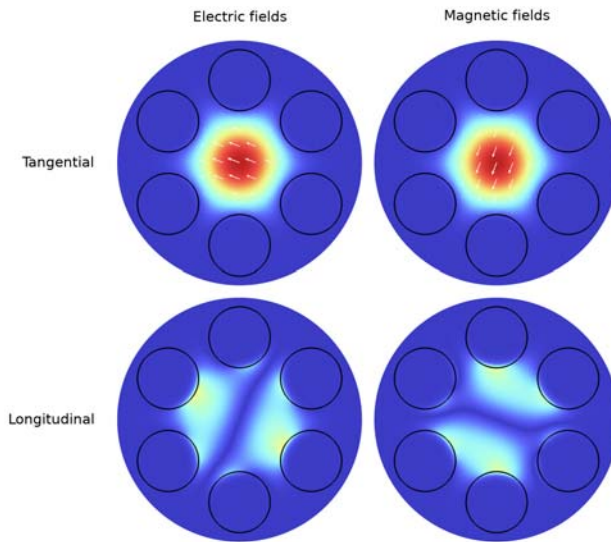 Electric fields
Magnetic fields
Tangential
Longitudinal